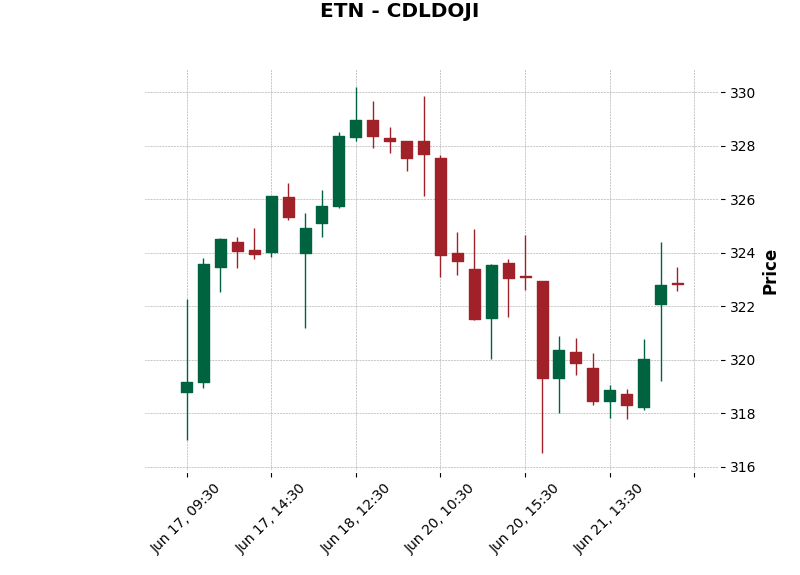 ETN - CDLDOJI
330
328
326
324
322
320
318
316
Price
Jun 17, 09:30
Jun 17, 14:30
Jun 18, 12:30
Jun 20, 10:30
Jun 20, 15:30
Jun 21, 13:30